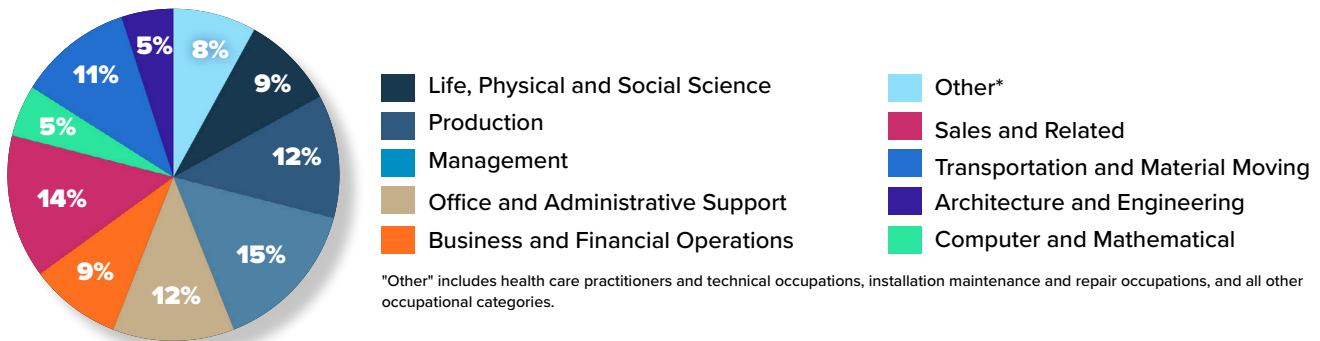 5%
8%
9%
11%
12%
5%
14%
15%
9%
12%
Life, Physical and Social Science
Production
Management
Office and Administrative Support
Business and Financial Operations
Other*
Sales and Related
Transportation and Material Moving
Architecture and Engineering
Computer and Mathematical
"Other" includes health care practitioners and technical occupations, installation maintenance and repair occupations, and all other
occupational categories.